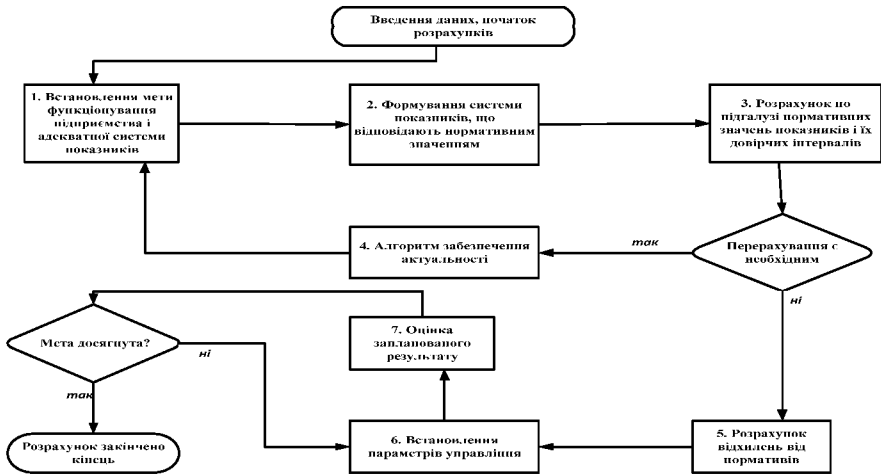 Введення даних, початок
розрахунків
1. Встановлення мети
функціонування
підприємства і
адекватної системи
показників
2. Формування системи
показників, що
відповідають нормативним
значенням
3. Розрахунок по
підгалузі нормативних
значень показників і їх
довірчих інтервалів
4. Алгоритм забезпечення
актуальності
так
Перерахування є
необхідним
ні
Мета досягнута?
ні
7. Оцінка
запланованого
результату
так
Розрахунок закінчено
кінець
6. Встановлення
параметрів управління
5. Розрахунок
відхилень від
нормативів